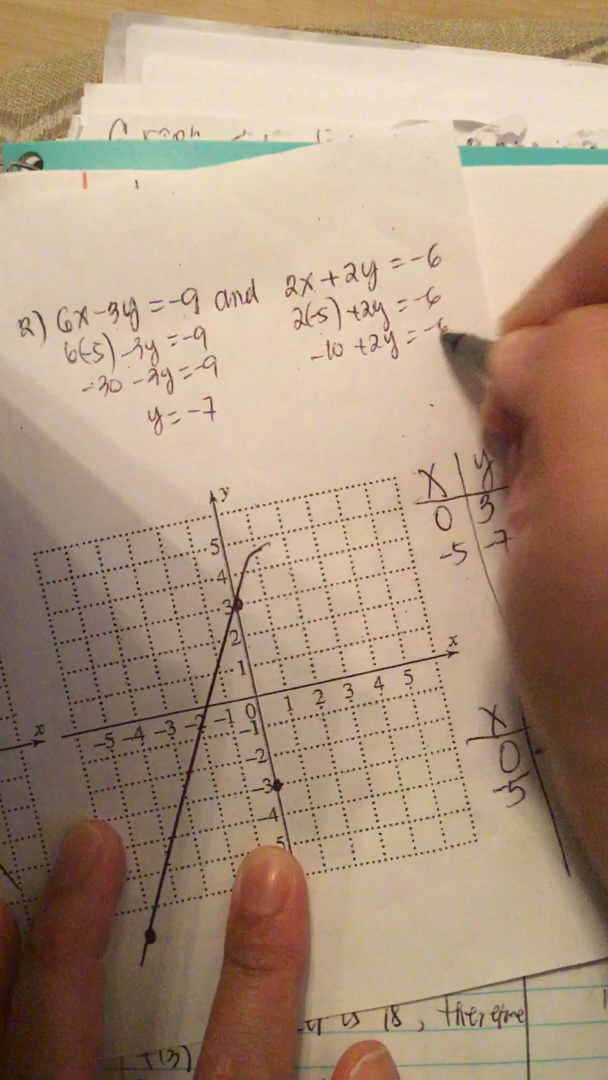 Graph
2) 6x-3y=-9 and 2x+2y=-6
6(-5)-3y=-9 2(-5)+2y=-6
-30-3y=-9 -10+2y=-6
y=-7
x y
0 3
-5 -7
y
5
4
3
2
1
x
-5 -4 -3 -2 -1 0 1 2 3 4 5
-1
-2
-3
-4
5
x
x
0
-5
is 18, therefore
(3)